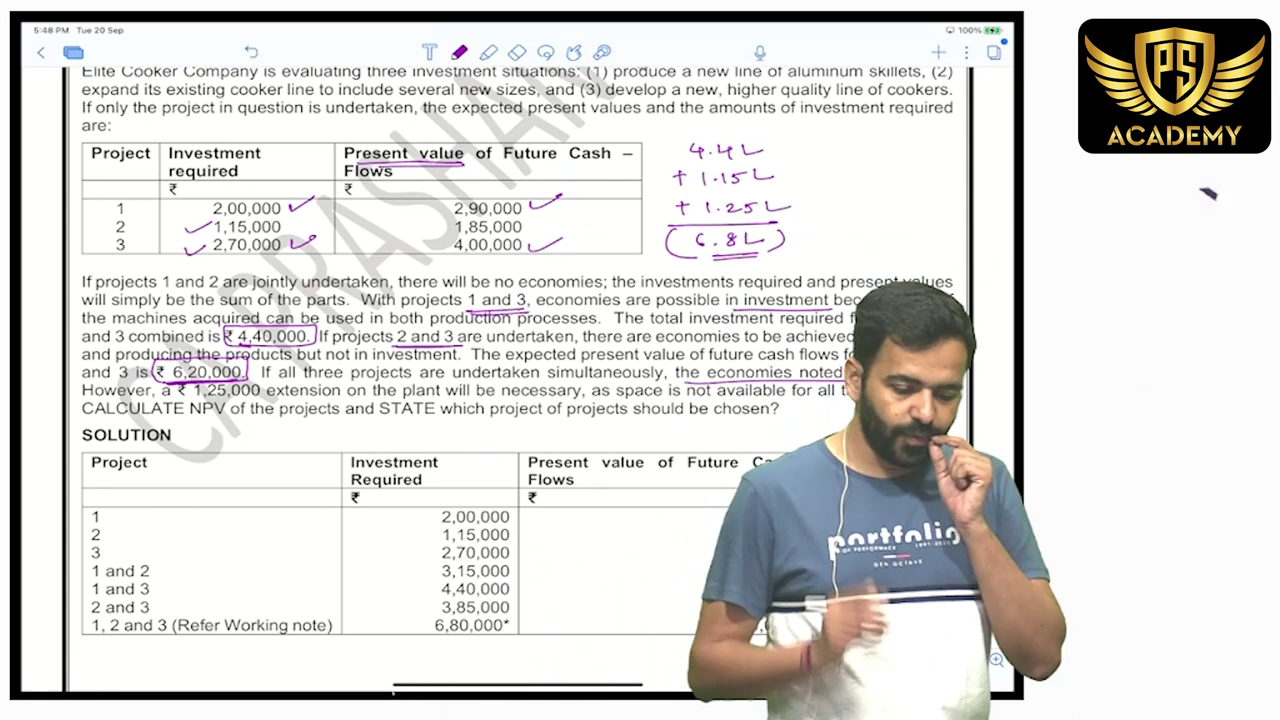 5:48 PM Tue 20 Sep
100%
Elite Cooker Company is evaluating three investment situations: (1) produce a new line of aluminum skillets, (2)
expand its existing cooker line to include several new sizes, and (3) develop a new, higher quality line of cookers.
If only the project in question is undertaken, the expected present values and the amounts of investment required
are:
Project Investment required Present value of Future Cash – Flows
₹ ₹
1 2,00,000 2,90,000
2 1,15,000 1,85,000
3 2,70,000 4,00,000
4.4L
+ 1.15L
+ 1.25L
(6.8L)
If projects 1 and 2 are jointly undertaken, there will be no economies; the investments required and present values
will simply be the sum of the parts. With projects 1 and 3, economies are possible in investment
the machines acquired can be used in both production processes. The total investment required
and 3 combined is ₹ 4,40,000. If projects 2 and 3 are undertaken, there are economies to be achieved
and producing the products but not in investment. The expected present value of future cash flows
and 3 is ₹ 6,20,000. If all three projects are undertaken simultaneously, the economies noted
However, a ₹ 1,25,000 extension on the plant will be necessary, as space is not available for all
CALCULATE NPV of the projects and STATE which project of projects should be chosen?
SOLUTION
Project Investment Required Present value of Future Flows
₹ ₹
1 2,00,000
2 1,15,000
3 2,70,000
1 and 2 3,15,000
1 and 3 4,40,000
2 and 3 3,85,000
1, 2 and 3 (Refer Working note) 6,80,000*
CA PRASHAN
PS
ACADEMY
portfolio
GEN.OCTAVE